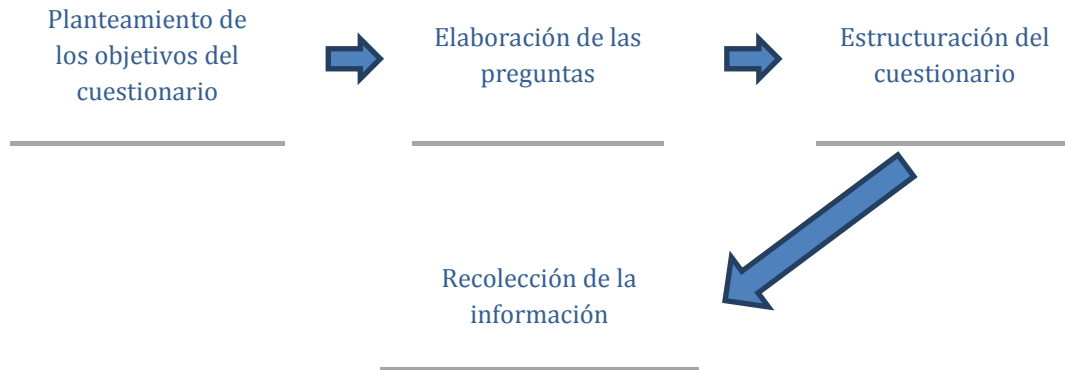 Planteamiento de
los objetivos del
cuestionario
Elaboración de las
preguntas
Estructuración del
cuestionario
Recolección de la
información